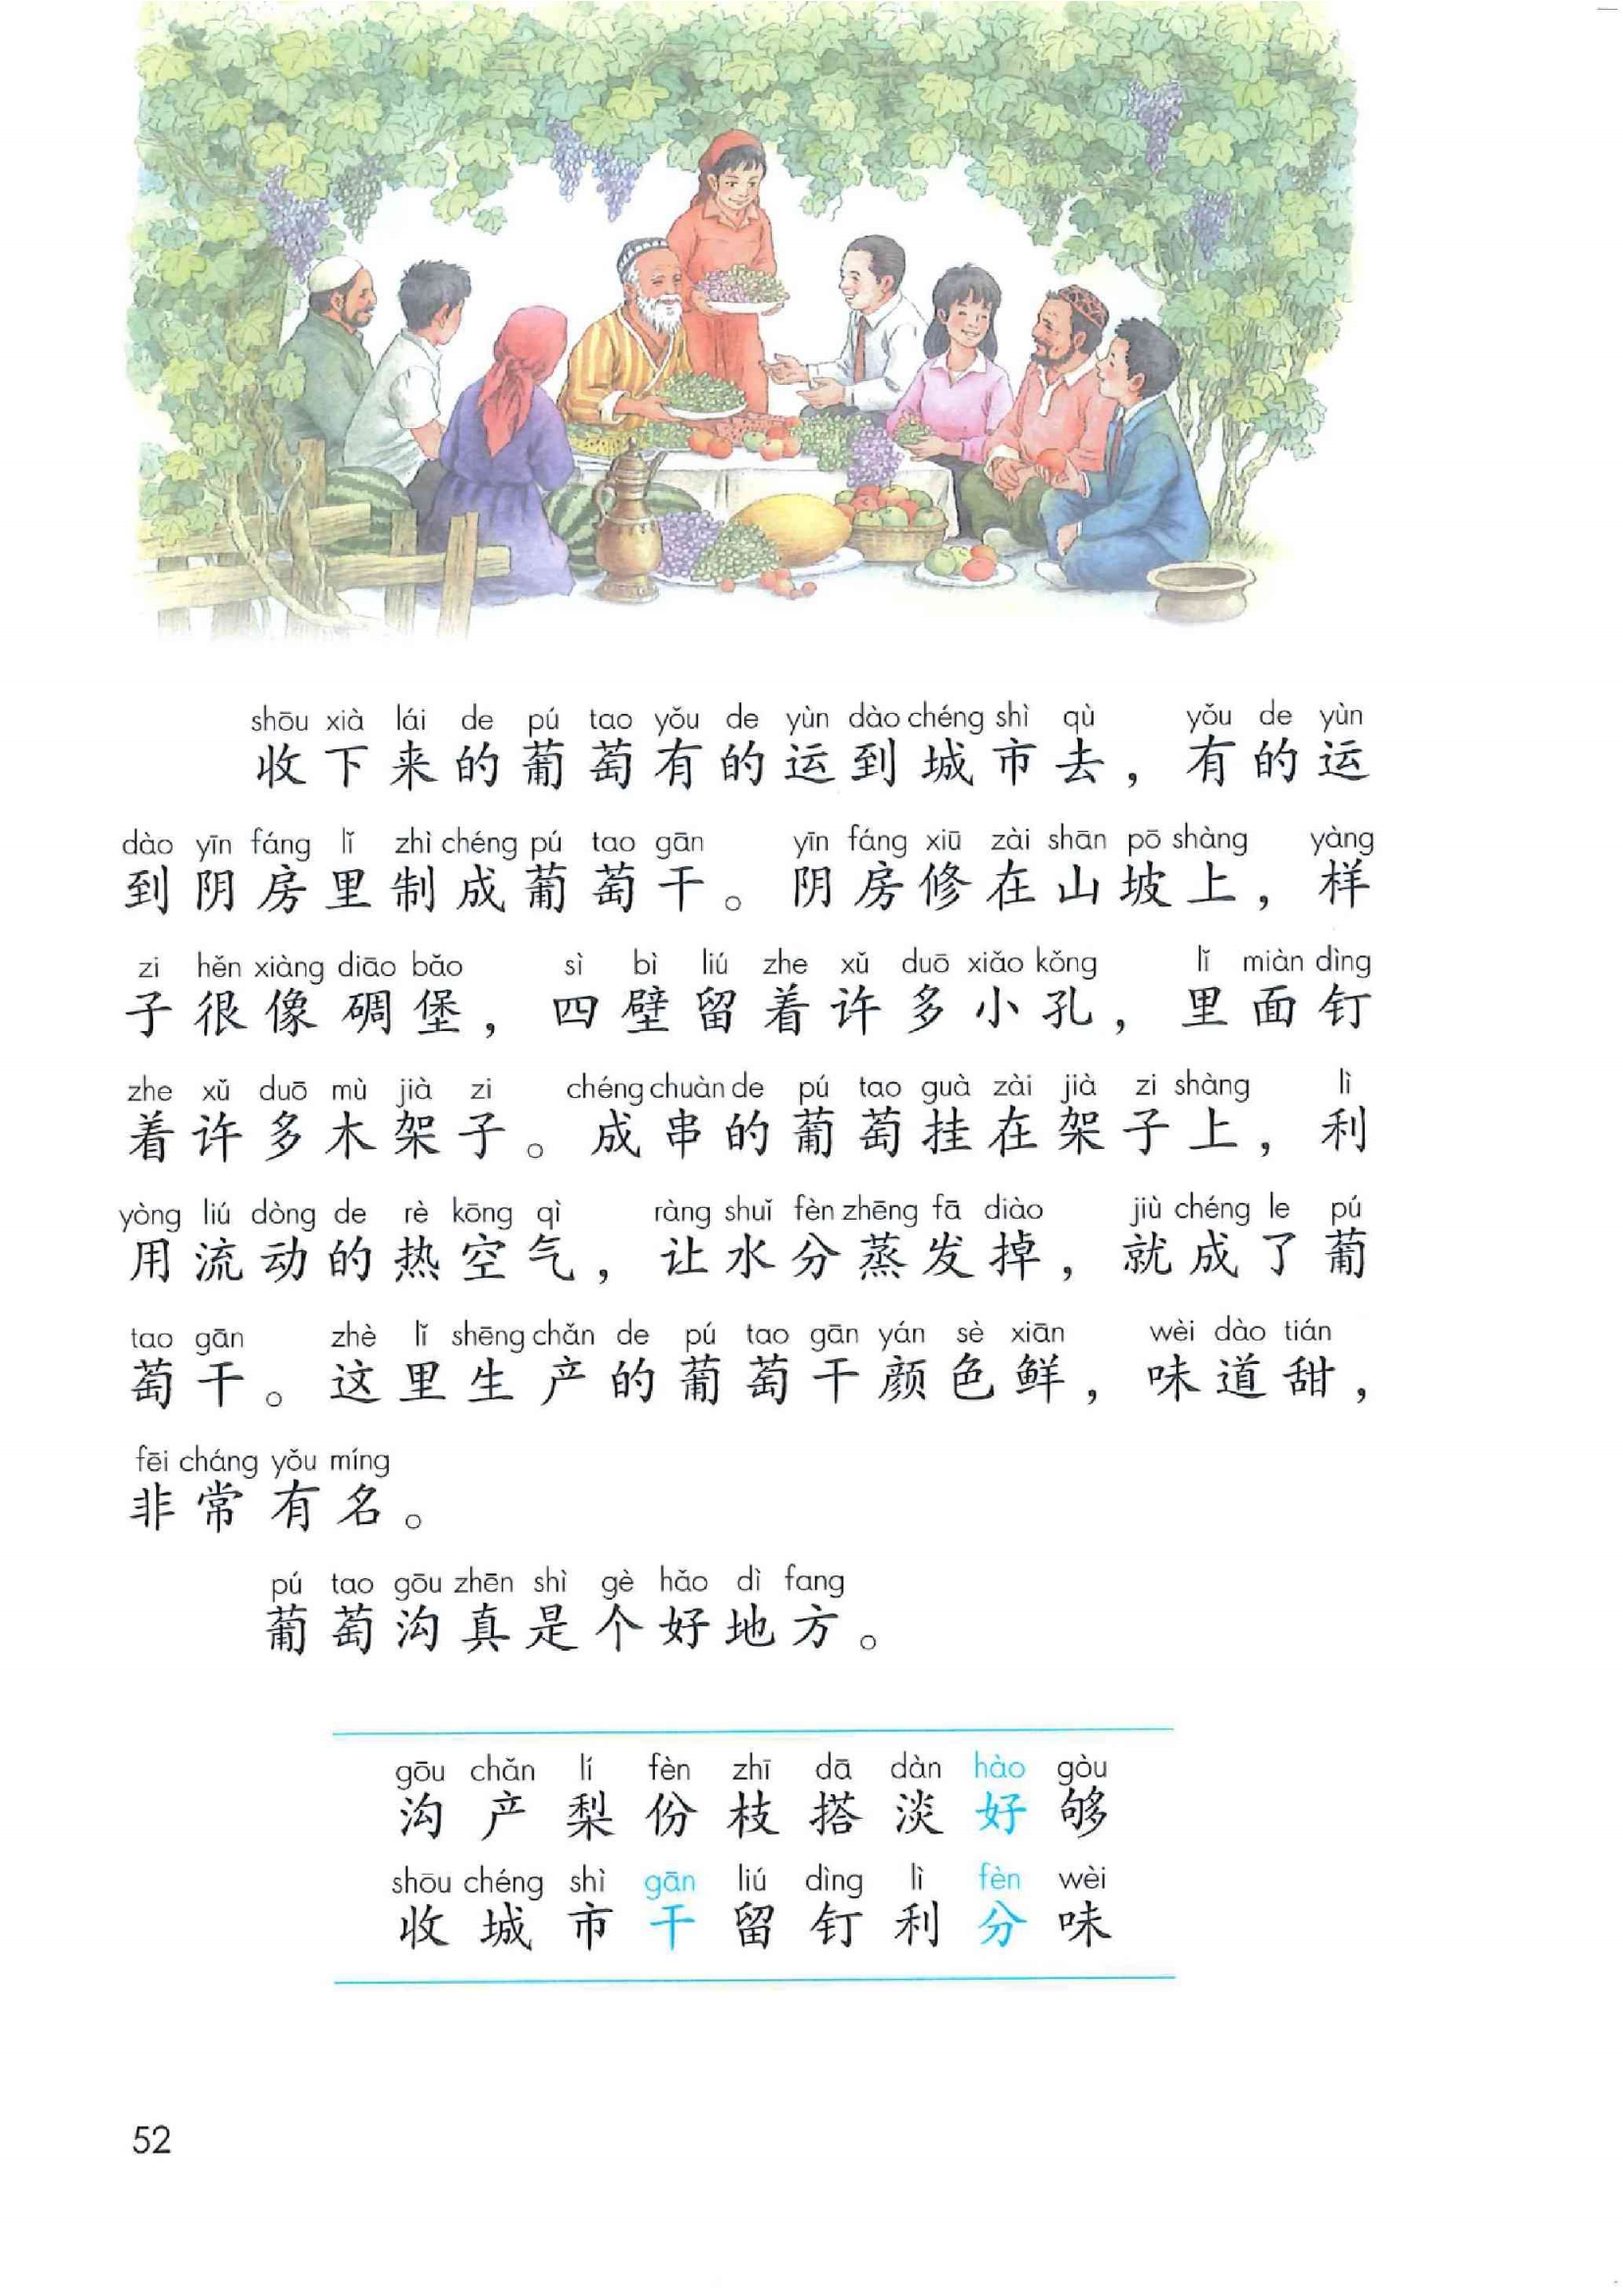 shōu xià lái de pú tao yǒu de yùn dào chéng shì qù yǒu de yùn
收下来的葡萄有的运到城市去，有的运
dào yīn fáng lǐ zhì chéng pú tao gān yīn fáng xiū zài shān pō shàng yàng
到阴房里制成葡萄干。阴房修在山坡上，样
zi hěn xiàng diāo bǎo sì bì liú zhe xǔ duō xiǎo kǒng lǐ miàn dìng
子很像碉堡，四壁留着许多小孔，里面钉
zhe xǔ duō mù jià zi chéng chuàn de pú tao guà zài jià zi shàng lì
着许多木架子。成串的葡萄挂在架子上，利
yòng liú dòng de rè kōng qì ràng shuǐ fèn zhēng fā diào jiù chéng le pú
用流动的热空气，让水分蒸发掉，就成了葡
tao gān zhè lǐ shēng chǎn de pú tao gān yán sè xiān wèi dào tián
萄干。这里生产的葡萄干颜色鲜，味道甜，
fēi cháng yǒu míng
非常有名。
pú tao gōu zhēn shì gè hǎo dì fang
葡萄沟真是个好地方。
gōu chǎn lí fèn zhī dā dàn hào gòu
沟产梨份枝搭淡好够
shōu chéng shì gān liú dìng lì fèn wèi
收城市干留钉利分味
52